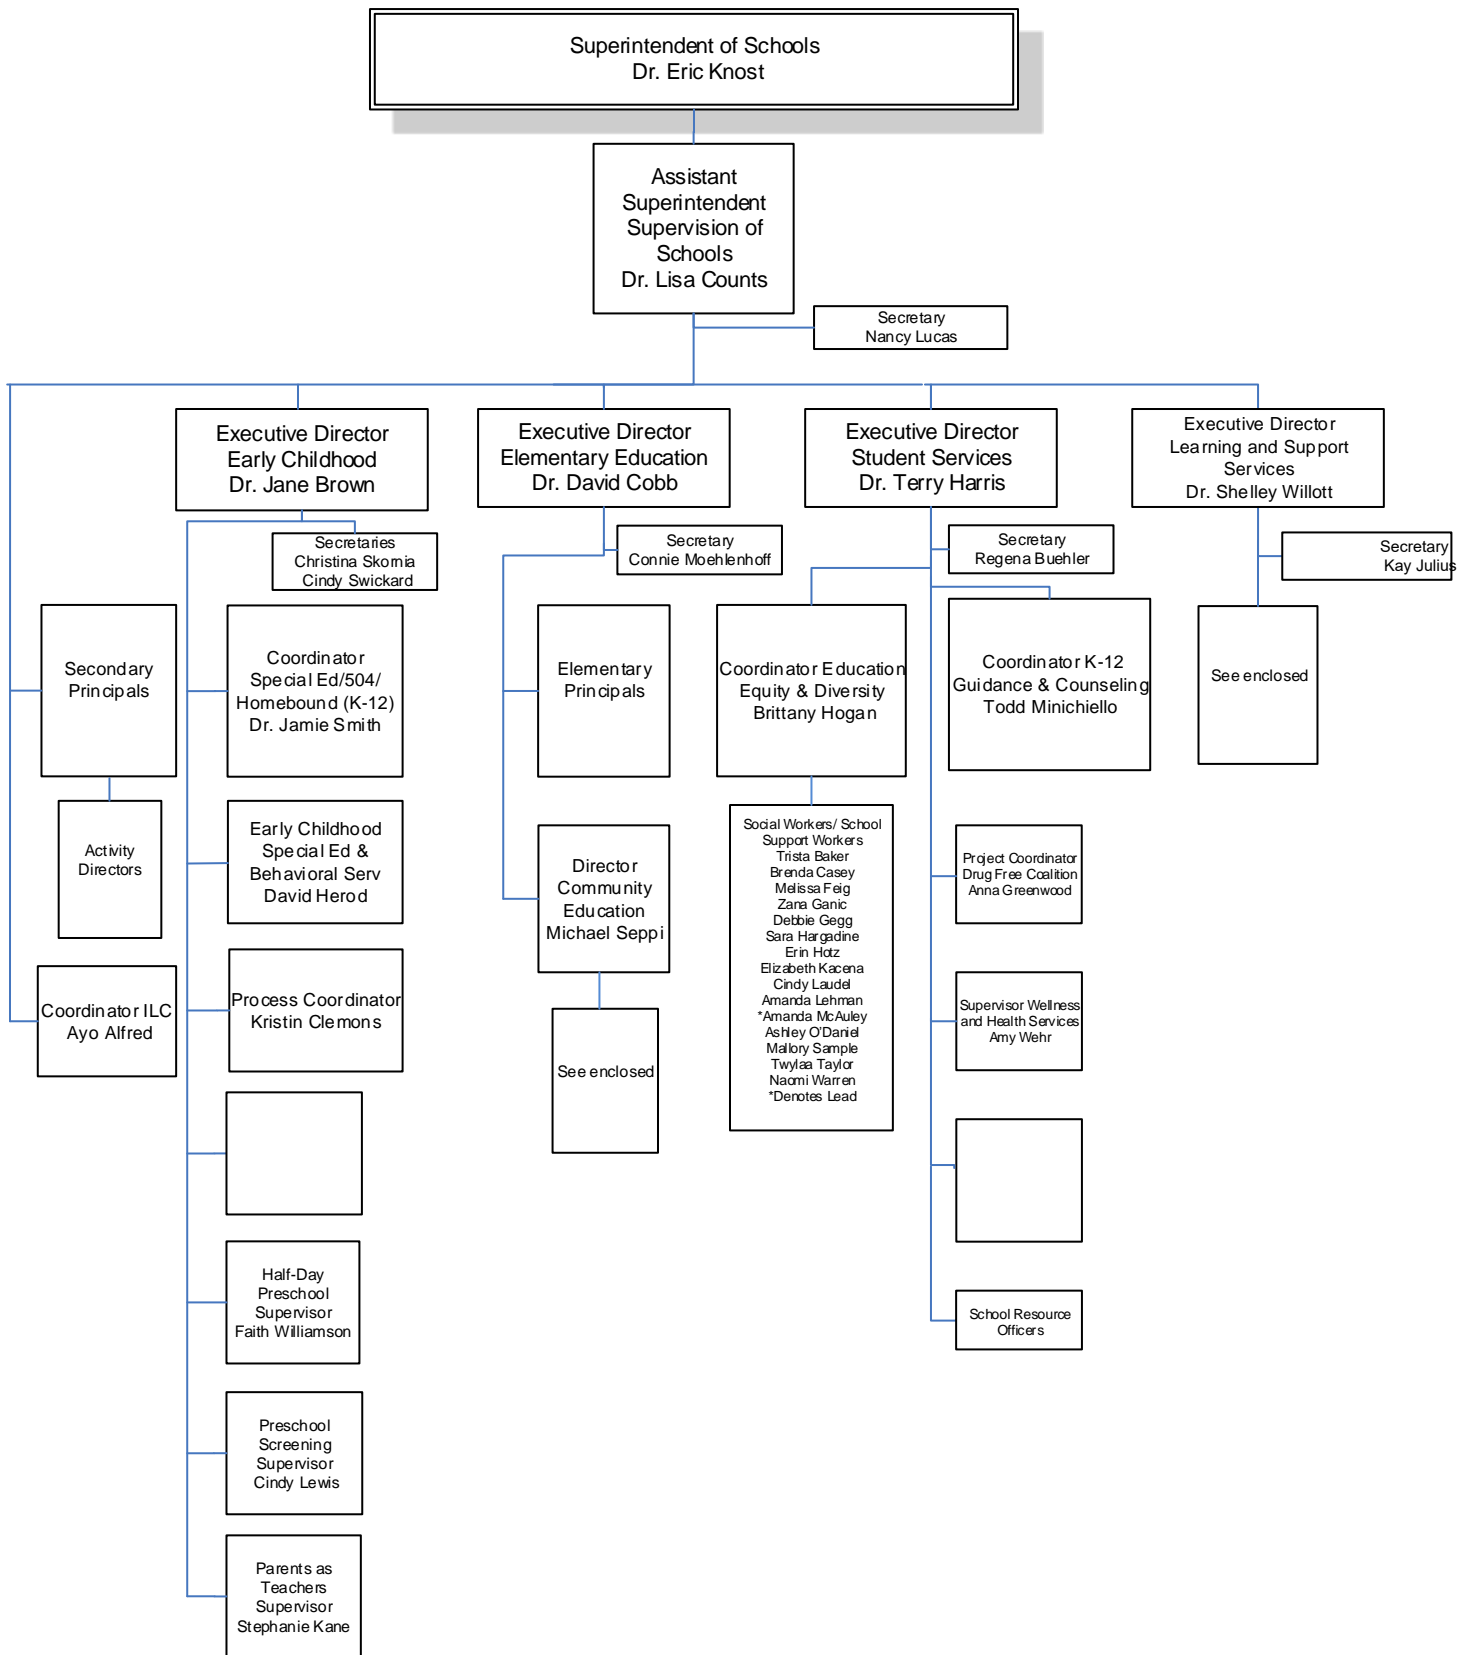 Superintendent of Schools
Dr. Eric Knost
Assistant
Superintendent
Supervision of
Schools
Dr. Lisa Counts
Secretary
Nancy Lucas
Executive Director
Early Childhood
Dr. Jane Brown
Executive Director
Elementary Education
Dr. David Cobb
Executive Director
Student Services
Dr. Terry Harris
Executive Director
Learning and Support
Services
Dr. Shelley Willott
Secretaries
Christina Skornia
Cindy Swickard
Secretary
Connie Moehlenhoff
Secretary
Regena Buehler
Secretary
Kay Julius
Secondary
Principals
Coordinator
Special Ed/504/
Homebound (K-12)
Dr. Jamie Smith
Elementary
Principals
Coordinator Education
Equity & Diversity
Brittany Hogan
Coordinator K-12
Guidance & Counseling
Todd Minichiello
See enclosed
Activity
Directors
Early Childhood
Special Ed &
Behavioral Serv
David Herod
Director
Community
Education
Michael Seppi
Social Workers/ School
Support Workers
Trista Baker
Brenda Casey
Melissa Feig
Zana Ganic
Debbie Gegg
Sara Hargadine
Erin Hotz
Elizabeth Kacena
Cindy Laudel
Amanda Lehman
*Amanda McAuley
Ashley O'Daniel
Mallory Sample
Twylaa Taylor
Naomi Warren
*Denotes Lead
Project Coordinator
Drug Free Coalition
Anna Greenwood
Coordinator ILC
Ayo Alfred
Process Coordinator
Kristin Clemons
See enclosed
Supervisor Wellness
and Health Services
Amy Wehr
Half-Day
Preschool
Supervisor
Faith Williamson
School Resource
Officers
Preschool
Screening
Supervisor
Cindy Lewis
Parents as
Teachers
Supervisor
Stephanie Kane